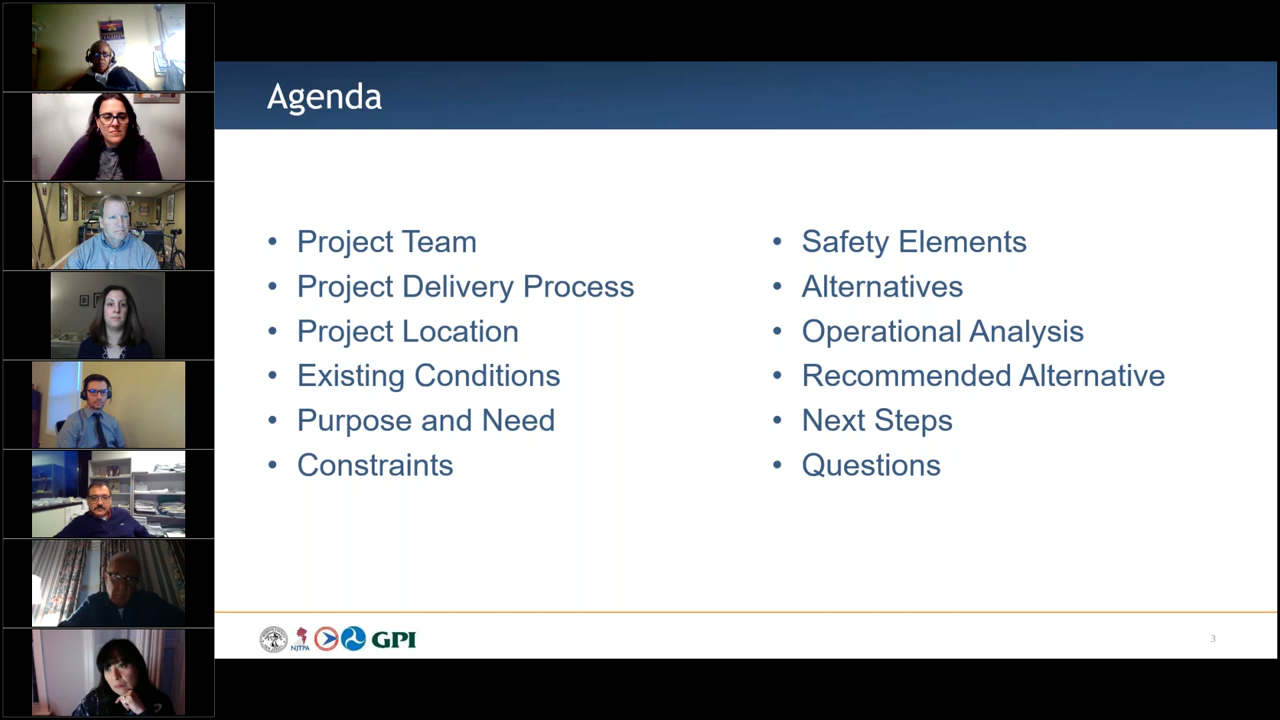 Agenda
• Project Team
• Project Delivery Process
• Project Location
• Existing Conditions
• Purpose and Need
• Constraints
• Safety Elements
• Alternatives
• Operational Analysis
• Recommended Alternative
• Next Steps
• Questions
NJTPA
GPI
3